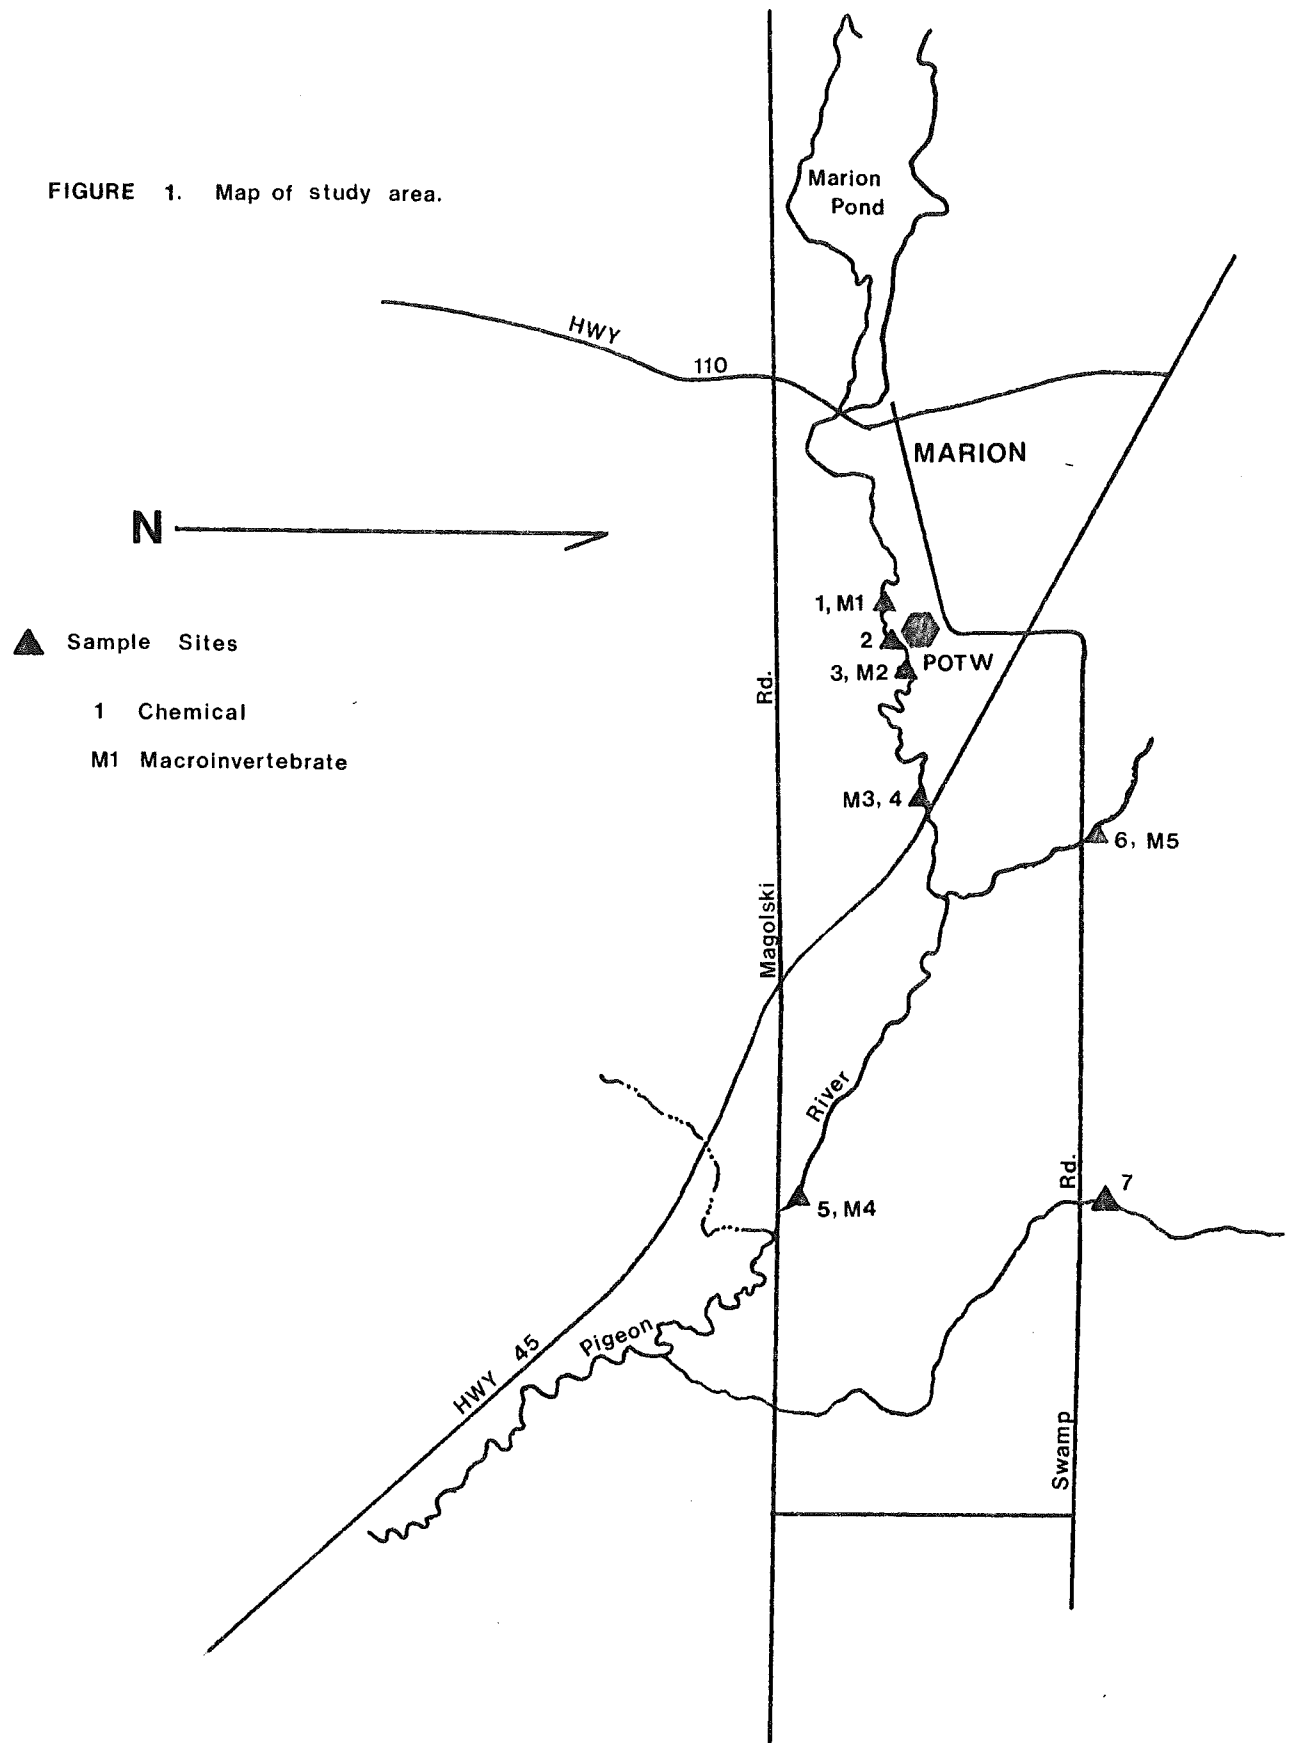 FIGURE 1. Map of study area.
Marion
Pond
HWY
110
MARION
N
1, M1
2
POTW
3, M2
Sample Sites
1 Chemical
M1 Macroinvertebrate
Rd.
M3, 4
6, M5
Magolski
River
Rd.
7
5, M4
Pigeon
HWY 45
Swamp